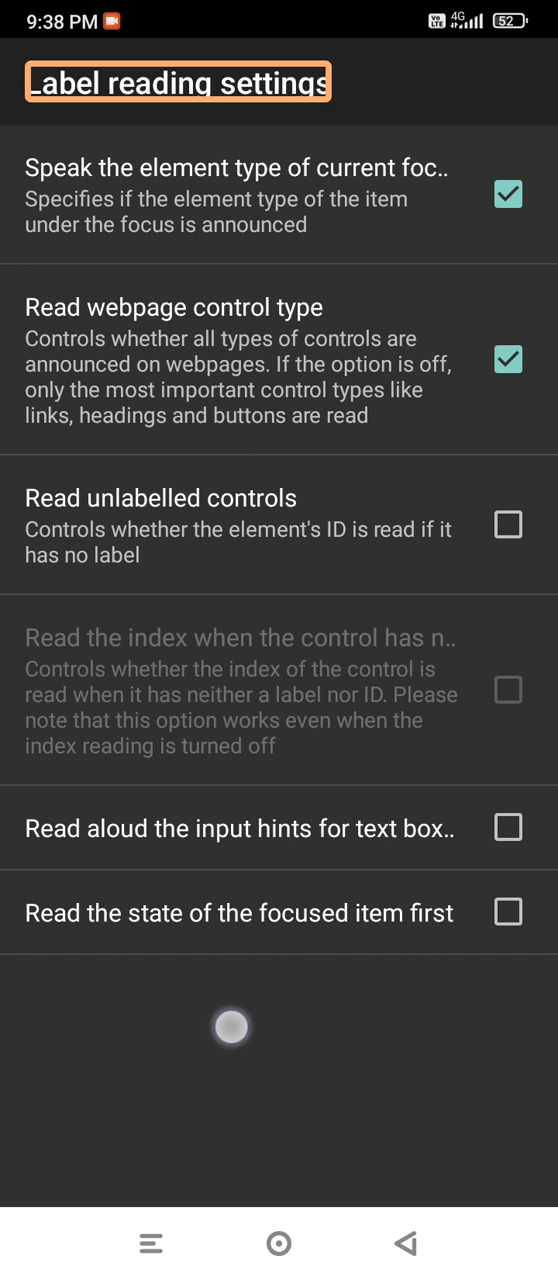 9:38 PM
Vo LTE 4G 52
Label reading settings
Speak the element type of current foc..
Specifies if the element type of the item
under the focus is announced
Read webpage control type
Controls whether all types of controls are
announced on webpages. If the option is off,
only the most important control types like
links, headings and buttons are read
Read unlabelled controls
Controls whether the element's ID is read if it
has no label
Read the index when the control has n..
Controls whether the index of the control is
read when it has neither a label nor ID. Please
note that this option works even when the
index reading is turned off
Read aloud the input hints for text box..
Read the state of the focused item first